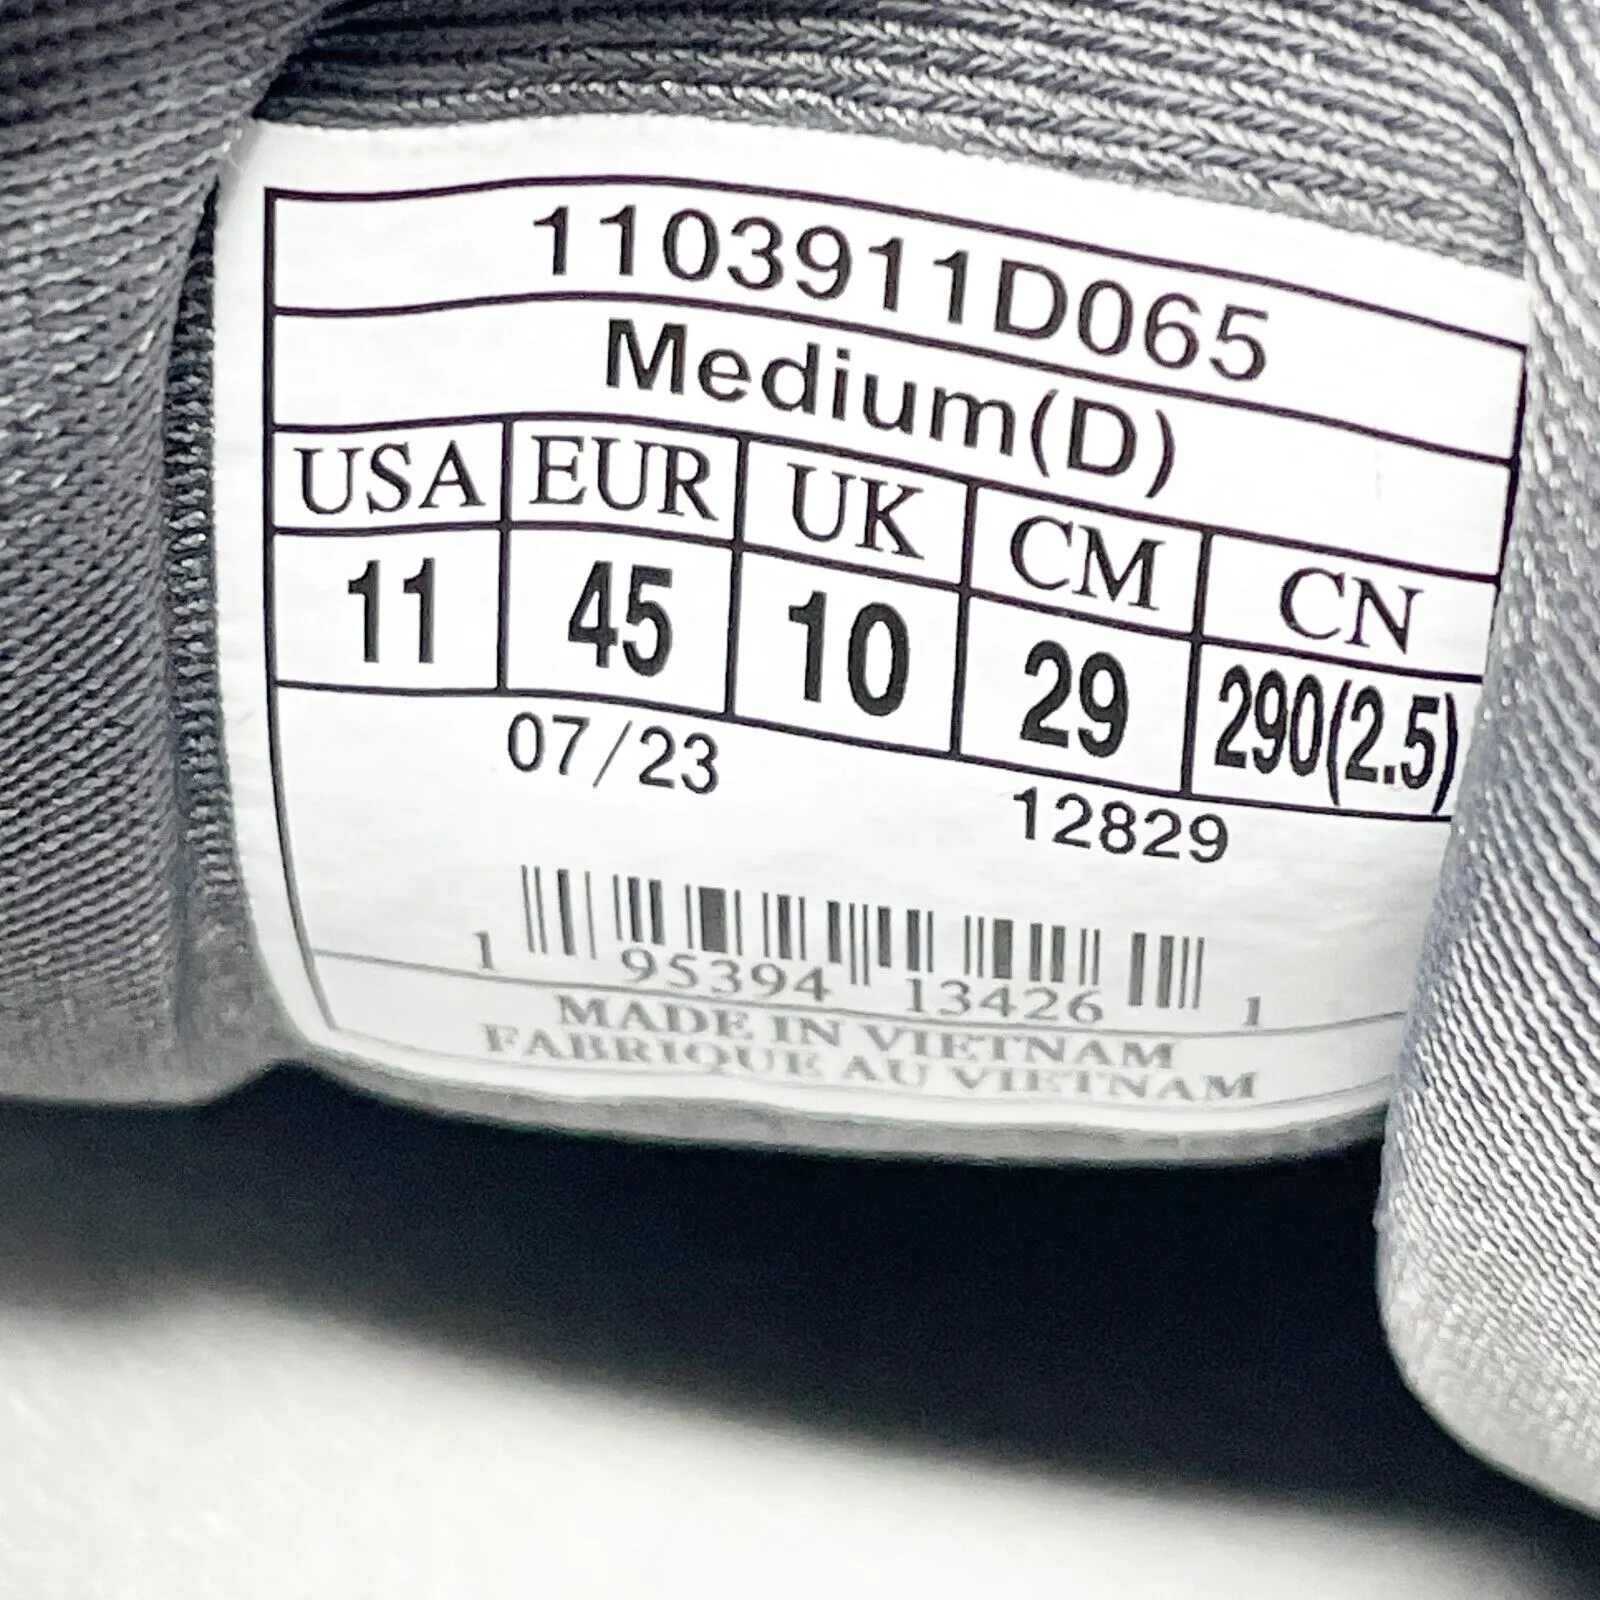 1103911D065
Medium(D)
USA EUR UK CM CN
11 45 10 29 290(2.5)
07/23 12829
1 95394 13426 1
MADE IN VIETNAM
FABRIQUE AU VIETNAM